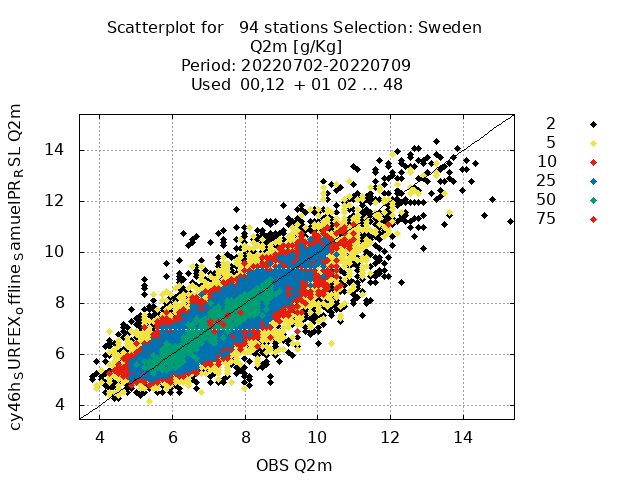 Scatterplot for   94 stations Selection: Sweden
Q2m [g/Kg]
Period: 20220702-20220709
Used  00,12  + 01 02 ... 48
cy46h_SURFEX_offline_samuelPR_RSL Q2m
14
12
10
8
6
4
4 6 8 10 12 14
OBS Q2m
2
5
10
25
50
75